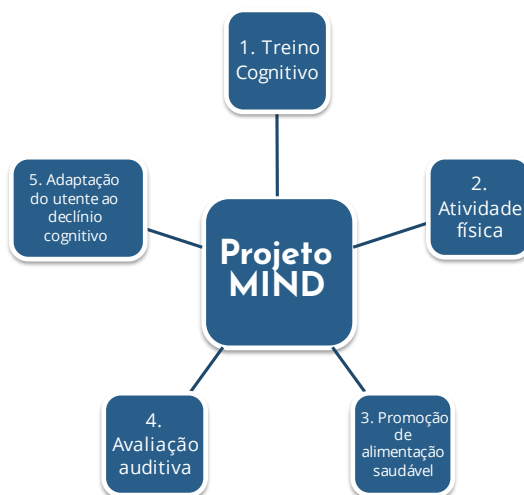 1. Treino
Cognitivo
2.
Atividade
física
3. Promoção
de
alimentação
saudável
4.
Avaliação
auditiva
5. Adaptação
do utente ao
declínio
cognitivo
Projeto
MIND